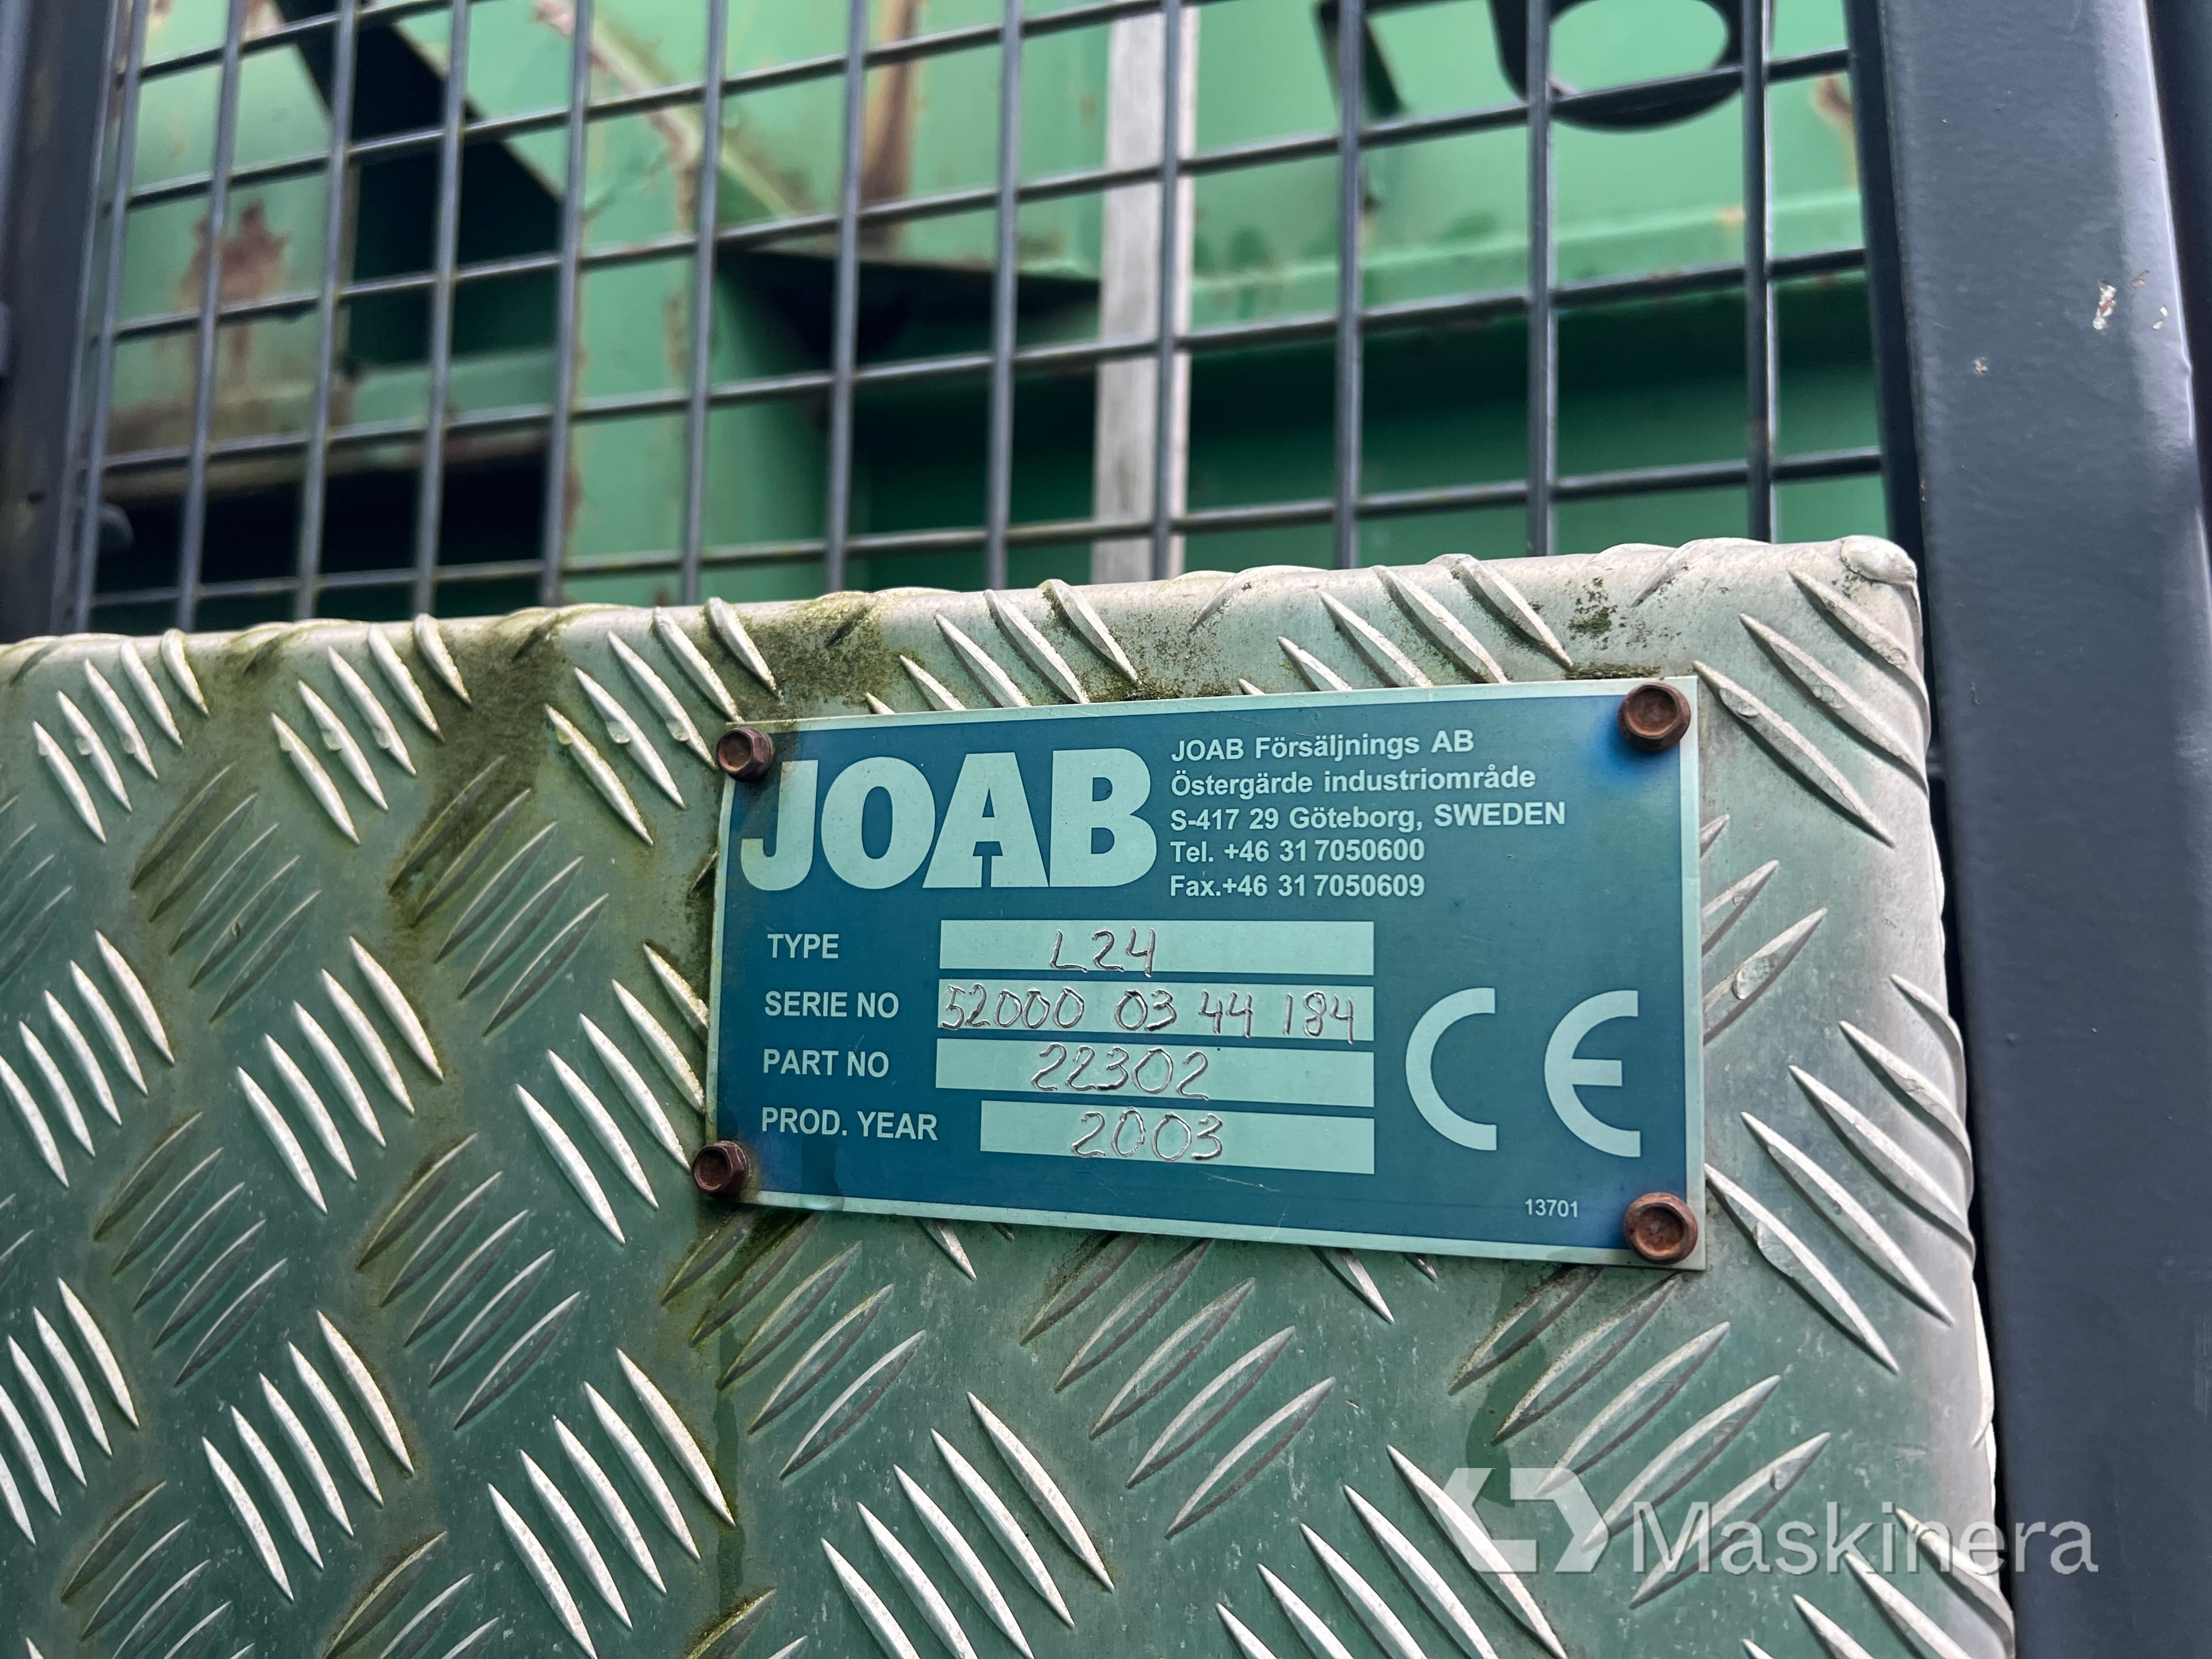 JOAB
JOAB Försäljnings AB
Östergärde industriområde
S-417 29 Göteborg, SWEDEN
Tel. +46 31 7050600
Fax.+46 31 7050609
TYPE L24
SERIE NO 52000 03 44 184
PART NO 22302
PROD. YEAR 2003
CE
13701
Maskinera